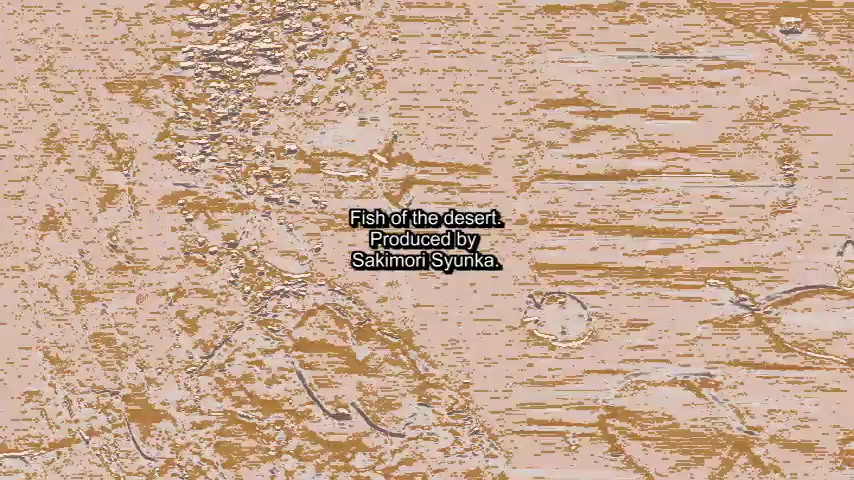 Fish of the desert.
Produced by
Sakimori Syunka.